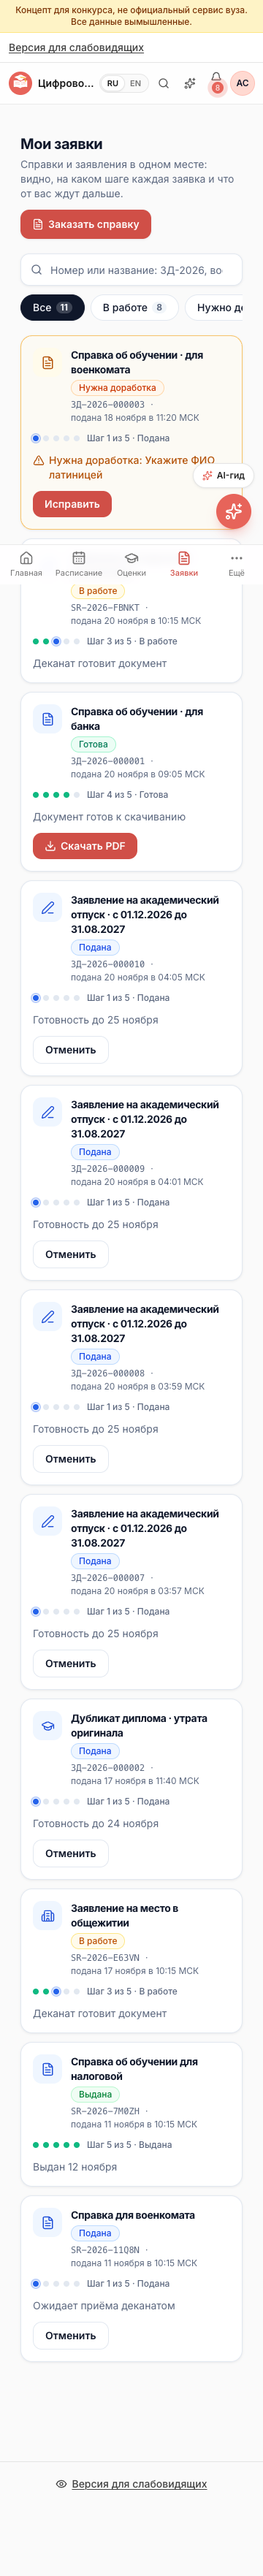 Концепт для конкурса, не официальный сервис вуза.
Все данные вымышленные.
Версия для слабовидящих
Цифрово...
RU EN
8
АС
Мои заявки
Справки и заявления в одном месте:
видно, на каком шаге каждая заявка и что
от вас ждут дальше.
Заказать справку
Номер или название: ЗД-2026, во
Все 11
В работе 8
Нужно де
Справка об обучении · для
военкомата
Нужна доработка
ЗД-2026-000003 ·
подана 18 ноября в 11:20 МСК
Шаг 1 из 5 · Подана
Нужна доработка: Укажите ФИО
латиницей
AI-гид
Исправить
Главная
Расписание
Оценки
Заявки
Ещё
В работе
SR-2026-FBNKT ·
подана 20 ноября в 10:15 МСК
Шаг 3 из 5 · В работе
Деканат готовит документ
Справка об обучении · для
банка
Готова
ЗД-2026-000001 ·
подана 20 ноября в 09:05 МСК
Шаг 4 из 5 · Готова
Документ готов к скачиванию
Скачать PDF
Заявление на академический
отпуск · с 01.12.2026 до
31.08.2027
Подана
ЗД-2026-000010 ·
подана 20 ноября в 04:05 МСК
Шаг 1 из 5 · Подана
Готовность до 25 ноября
Отменить
Заявление на академический
отпуск · с 01.12.2026 до
31.08.2027
Подана
ЗД-2026-000009 ·
подана 20 ноября в 04:01 МСК
Шаг 1 из 5 · Подана
Готовность до 25 ноября
Отменить
Заявление на академический
отпуск · с 01.12.2026 до
31.08.2027
Подана
ЗД-2026-000008 ·
подана 20 ноября в 03:59 МСК
Шаг 1 из 5 · Подана
Готовность до 25 ноября
Отменить
Заявление на академический
отпуск · с 01.12.2026 до
31.08.2027
Подана
ЗД-2026-000007 ·
подана 20 ноября в 03:57 МСК
Шаг 1 из 5 · Подана
Готовность до 25 ноября
Отменить
Дубликат диплома · утрата
оригинала
Подана
ЗД-2026-000002 ·
подана 17 ноября в 11:40 МСК
Шаг 1 из 5 · Подана
Готовность до 24 ноября
Отменить
Заявление на место в
общежитии
В работе
SR-2026-E63VN ·
подана 17 ноября в 10:15 МСК
Шаг 3 из 5 · В работе
Деканат готовит документ
Справка об обучении для
налоговой
Выдана
SR-2026-7M0ZH ·
подана 11 ноября в 10:15 МСК
Шаг 5 из 5 · Выдана
Выдан 12 ноября
Справка для военкомата
Подана
SR-2026-11Q8N ·
подана 11 ноября в 10:15 МСК
Шаг 1 из 5 · Подана
Ожидает приёма деканатом
Отменить
Версия для слабовидящих